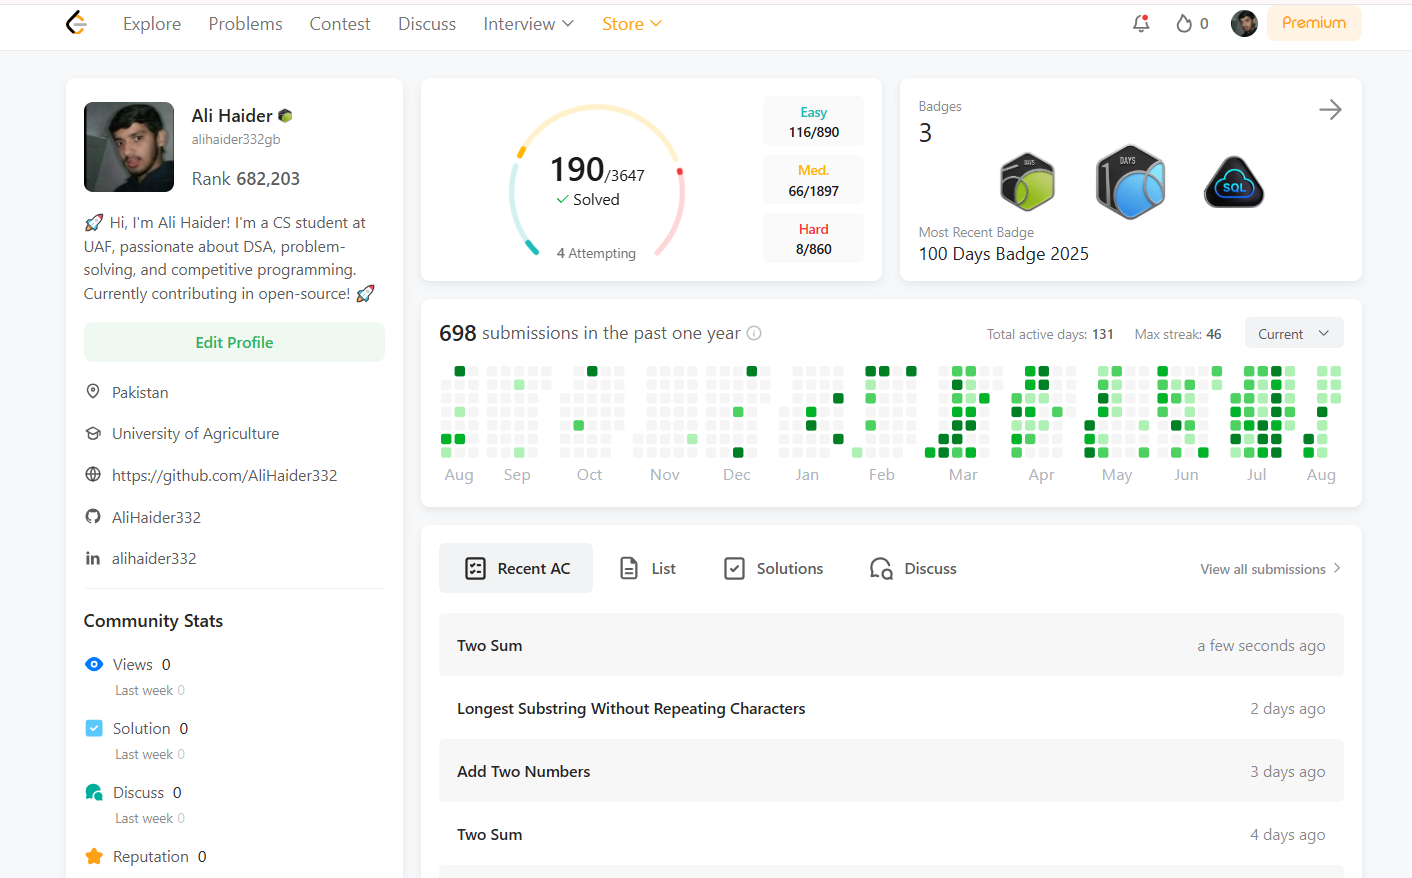 Explore Problems Contest Discuss Interview Store 0 Premium
Ali Haider
alihaider332gb
Rank 682,203
🚀 Hi, I'm Ali Haider! I'm a CS student at
UAF, passionate about DSA, problem-
solving, and competitive programming.
Currently contributing in open-source! 🚀
Edit Profile
Pakistan
University of Agriculture
https://github.com/AliHaider332
AliHaider332
alihaider332
Community Stats
Views 0
Last week 0
Solution 0
Last week 0
Discuss 0
Last week 0
Reputation 0
190/3647
Solved
4 Attempting
Easy
116/890
Med.
66/1897
Hard
8/860
Badges
3
DAYS
DAYS
100
SQL
Most Recent Badge
100 Days Badge 2025
698 submissions in the past one year
Total active days: 131 Max streak: 46 Current
Aug Sep Oct Nov Dec Jan Feb Mar Apr May Jun Jul Aug
Recent AC List Solutions Discuss View all submissions
Two Sum a few seconds ago
Longest Substring Without Repeating Characters 2 days ago
Add Two Numbers 3 days ago
Two Sum 4 days ago